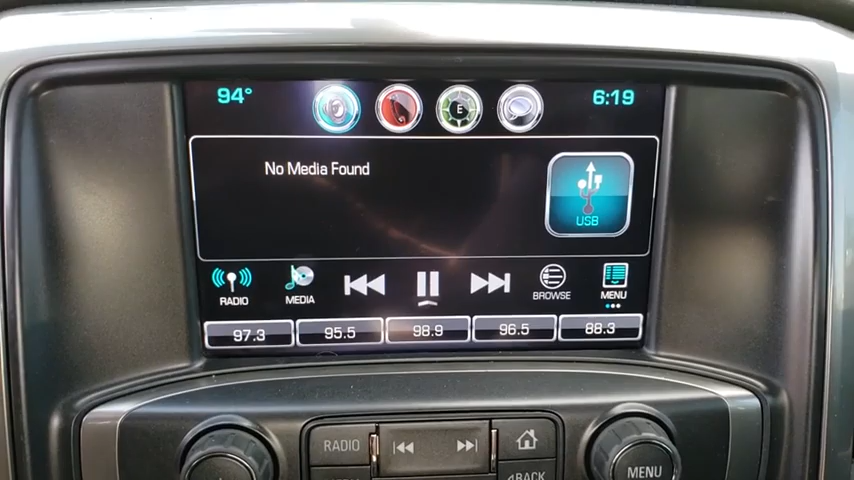 94° E 6:19
No Media Found
USB
RADIO MEDIA BROWSE MENU
97.3 95.5 98.9 96.5 88.3
RADIO
MENU
BACK